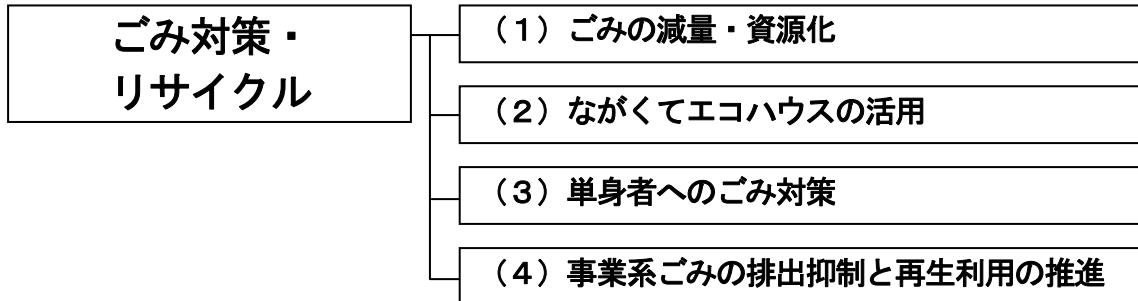 ごみ対策・
リサイクル
（１）ごみの減量・資源化
（２）ながくてエコハウスの活用
（３）単身者へのごみ対策
（４）事業系ごみの排出抑制と再生利用の推進